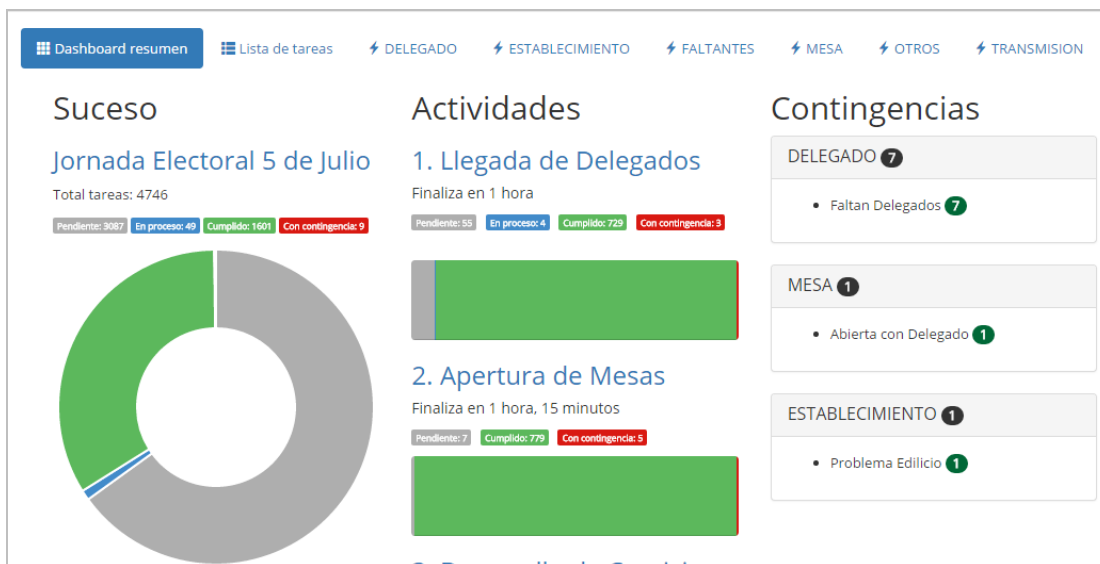 Dashboard resumen Lista de tareas DELEGADO ESTABLECIMIENTO FALTANTES MESA OTROS TRANSMISION
Suceso
Jornada Electoral 5 de Julio
Total tareas: 4746
Pendiente: 3087 En proceso: 49 Cumplido: 1601 Con contingencia: 9
Actividades
1. Llegada de Delegados
Finaliza en 1 hora
Pendiente: 55 En proceso: 4 Cumplido: 729 Con contingencia: 3
2. Apertura de Mesas
Finaliza en 1 hora, 15 minutos
Pendiente: 7 Cumplido: 779 Con contingencia: 5
Contingencias
DELEGADO 7
Faltan Delegados 7
MESA 1
Abierta con Delegado 1
ESTABLECIMIENTO 1
Problema Edilicio 1